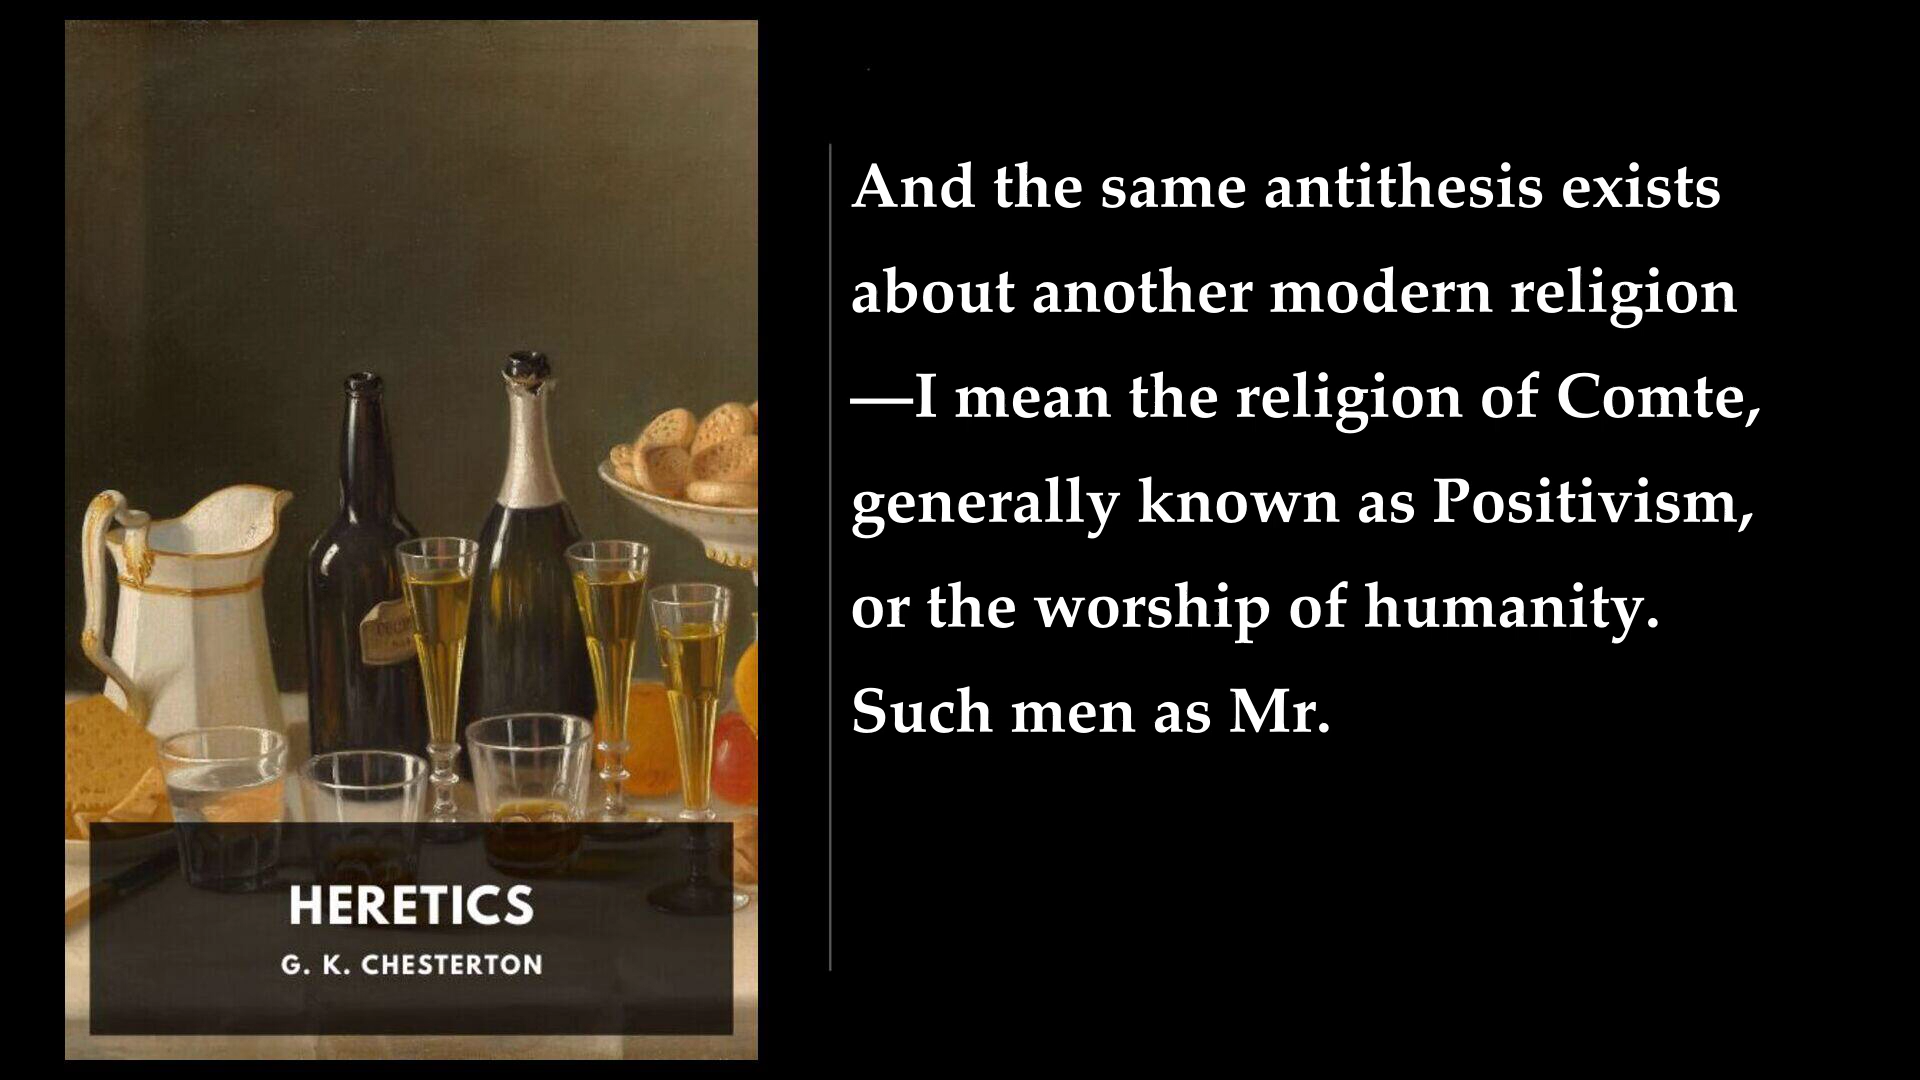 HERETICS
G. K. CHESTERTON
And the same antithesis exists
about another modern religion
—I mean the religion of Comte,
generally known as Positivism,
or the worship of humanity.
Such men as Mr.